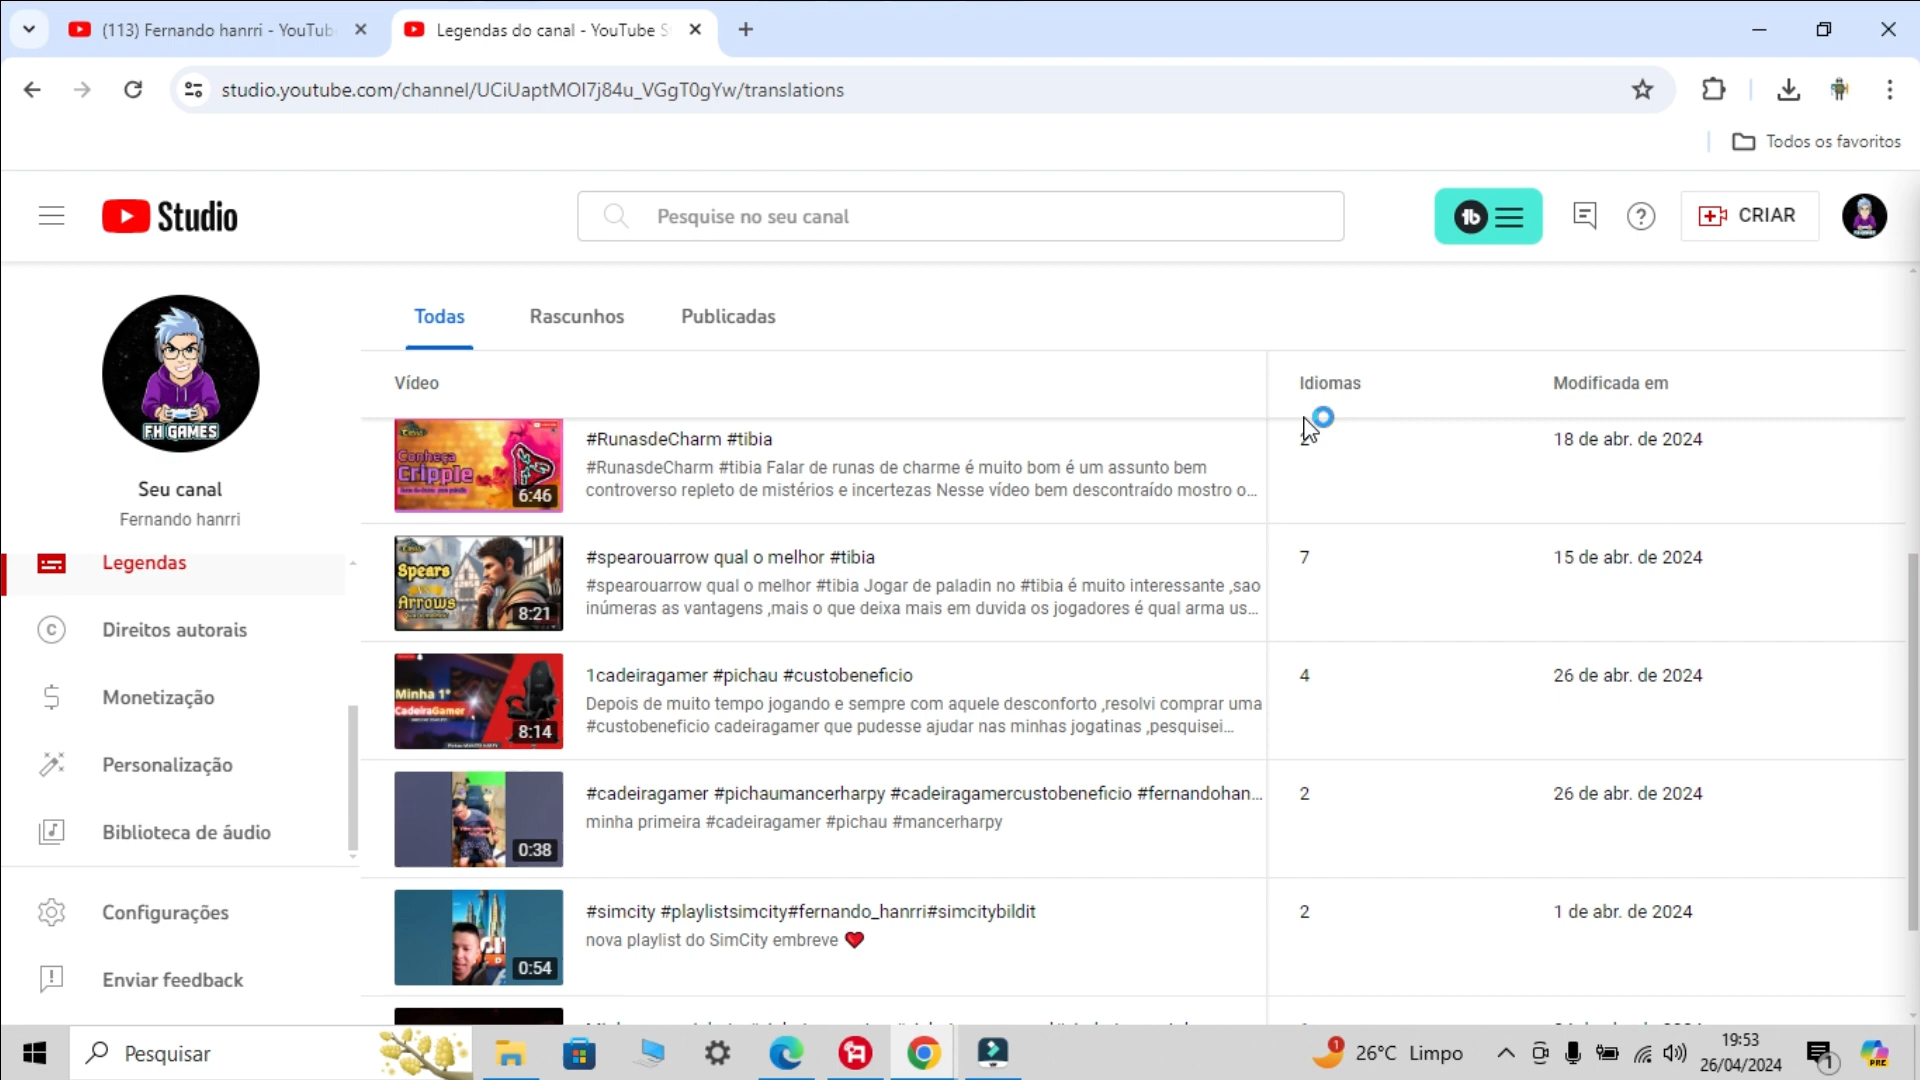 (113) Fernando hanrri - YouTub
Legendas do canal - YouTube S
studio.youtube.com/channel/UCiUaptMOI7j84u_VGgT0gYw/translations
Todos os favoritos
Studio
Pesquise no seu canal
CRIAR
FH GAMES
Seu canal
Fernando hanrri
Legendas
Direitos autorais
Monetização
Personalização
Biblioteca de áudio
Configurações
Enviar feedback
Todas
Rascunhos
Publicadas
Vídeo
Idiomas
Modificada em
Conheça
Cripple
6:46
#RunasdeCharm #tibia
#RunasdeCharm #tibia Falar de runas de charme é muito bom é um assunto bem
controverso repleto de mistérios e incertezas Nesse vídeo bem descontraído mostro o...
2
18 de abr. de 2024
Spears
Arrows
8:21
#spearouarrow qual o melhor #tibia
#spearouarrow qual o melhor #tibia Jogar de paladin no #tibia é muito interessante ,sao
inúmeras as vantagens ,mais o que deixa mais em duvida os jogadores é qual arma us...
7
15 de abr. de 2024
Minha 1ª
CadeiraGamer
8:14
1cadeiragamer #pichau #custobeneficio
Depois de muito tempo jogando e sempre com aquele desconforto ,resolvi comprar uma
#custobeneficio cadeiragamer que pudesse ajudar nas minhas jogatinas ,pesquisei...
4
26 de abr. de 2024
0:38
#cadeiragamer #pichaumancerharpy #cadeiragamercustobeneficio #fernandohan...
minha primeira #cadeiragamer #pichau #mancerharpy
2
26 de abr. de 2024
0:54
#simcity #playlistsimcity#fernando_hanrri#simcitybildit
nova playlist do SimCity embreve ❤
2
1 de abr. de 2024
Pesquisar
1
26°C Limpo
19:53
26/04/2024
1
PRE